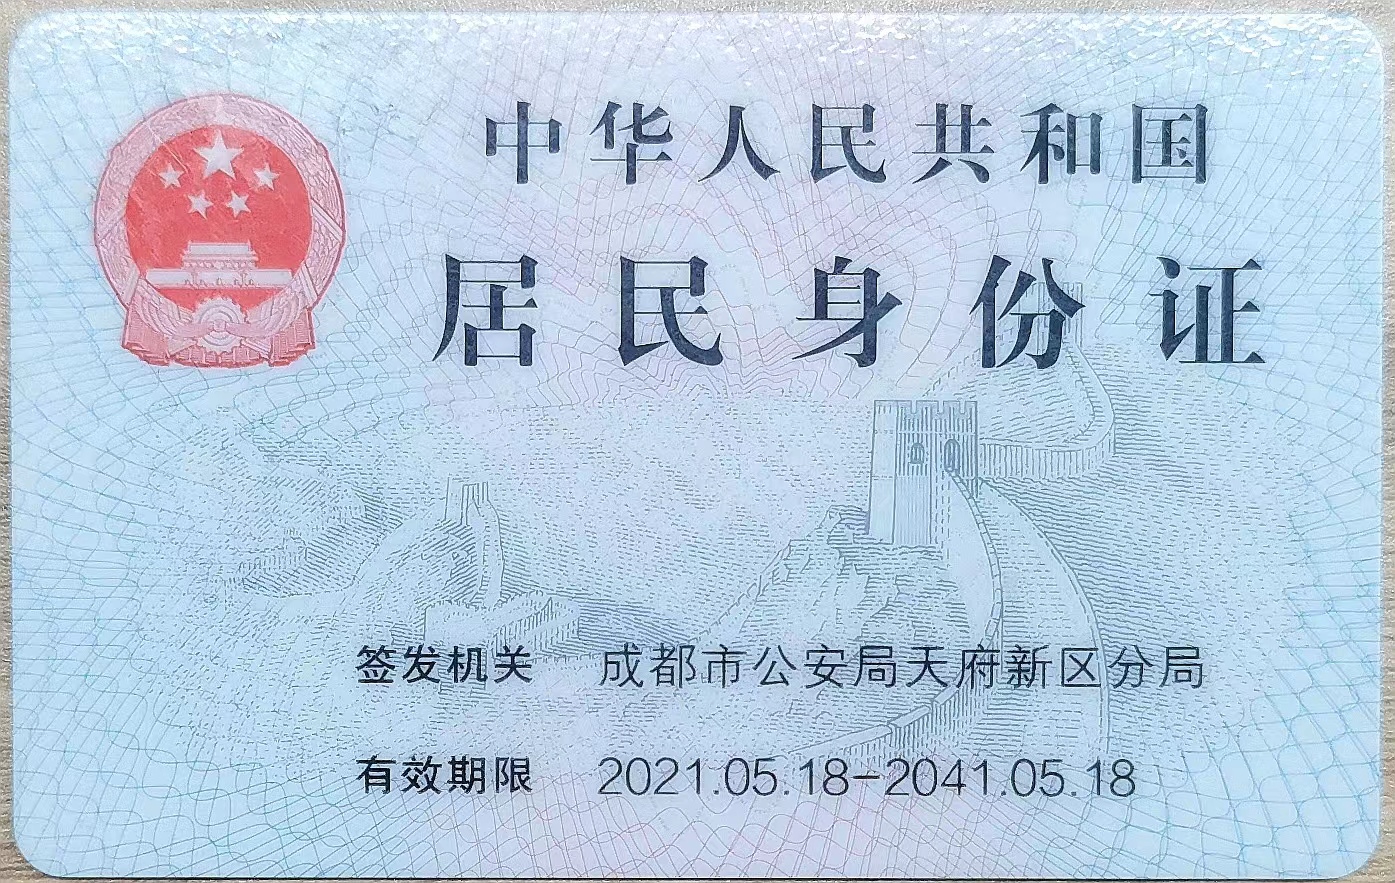 中华人民共和国
居民身份证
签发机关 成都市公安局天府新区分局
有效期限 2021.05.18-2041.05.18